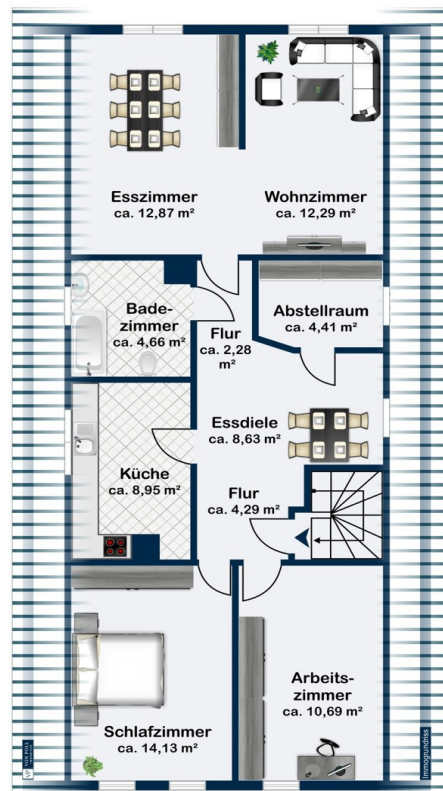 Esszimmer
ca. 12,87 m²
Wohnzimmer
ca. 12,29 m²
Bade-
zimmer
ca. 4,66 m²
Flur
ca. 2,28
m²
Abstellraum
ca. 4,41 m²
Essdiele
ca. 8,63 m²
Küche
ca. 8,95 m²
Flur
ca. 4,29 m²
Schlafzimmer
ca. 14,13 m²
Arbeits-
zimmer
ca. 10,69 m²
VON POLL
Immogrundriss